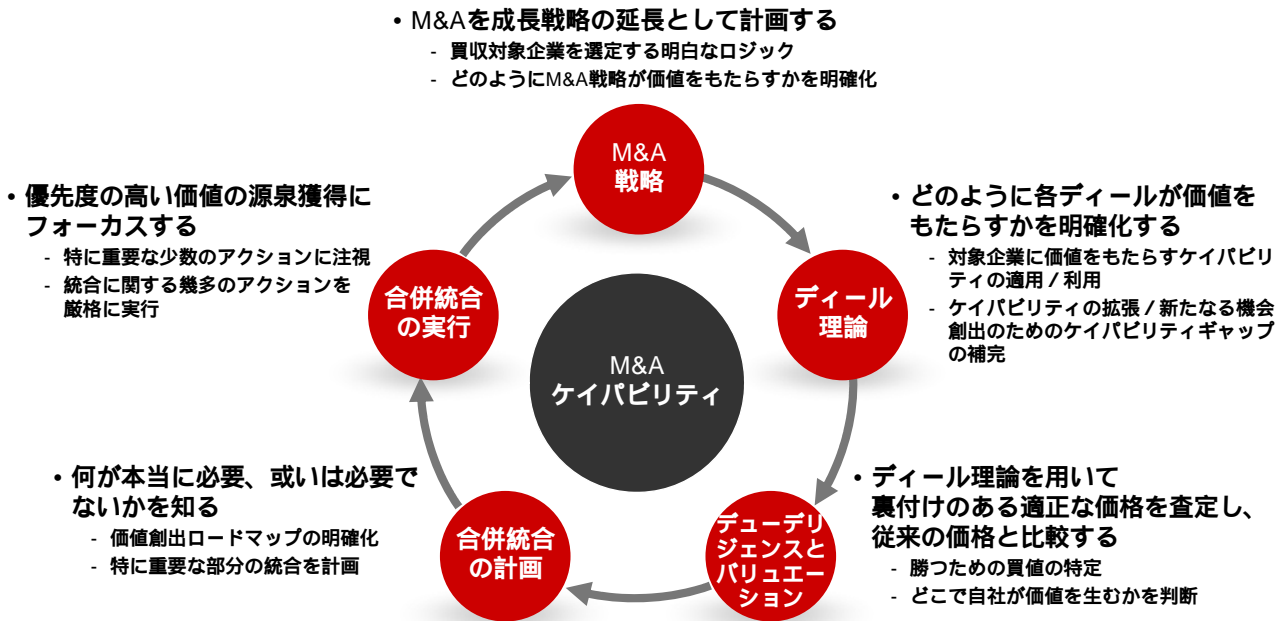 • M&Aを成長戦略の延長として計画する
- 買収対象企業を選定する明白なロジック
- どのようにM&A戦略が価値をもたらすかを明確化
M&A
戦略
• どのように各ディールが価値を
もたらすかを明確化する
- 対象企業に価値をもたらすケイパビリ
ティの適用 / 利用
- ケイパビリティの拡張 / 新たなる機会
創出のためのケイパビリティギャップ
の補完
ディール
理論
• ディール理論を用いて
裏付けのある適正な価格を査定し、
従来の価格と比較する
- 勝つための買値の特定
- どこで自社が価値を生むかを判断
デューデリ
ジェンスと
バリュエー
ション
• 何が本当に必要、或いは必要で
ないかを知る
- 価値創出ロードマップの明確化
- 特に重要な部分の統合を計画
合併統合
の計画
• 優先度の高い価値の源泉獲得に
フォーカスする
- 特に重要な少数のアクションに注視
- 統合に関する幾多のアクションを
厳格に実行
合併統合
の実行
M&A
ケイパビリティ